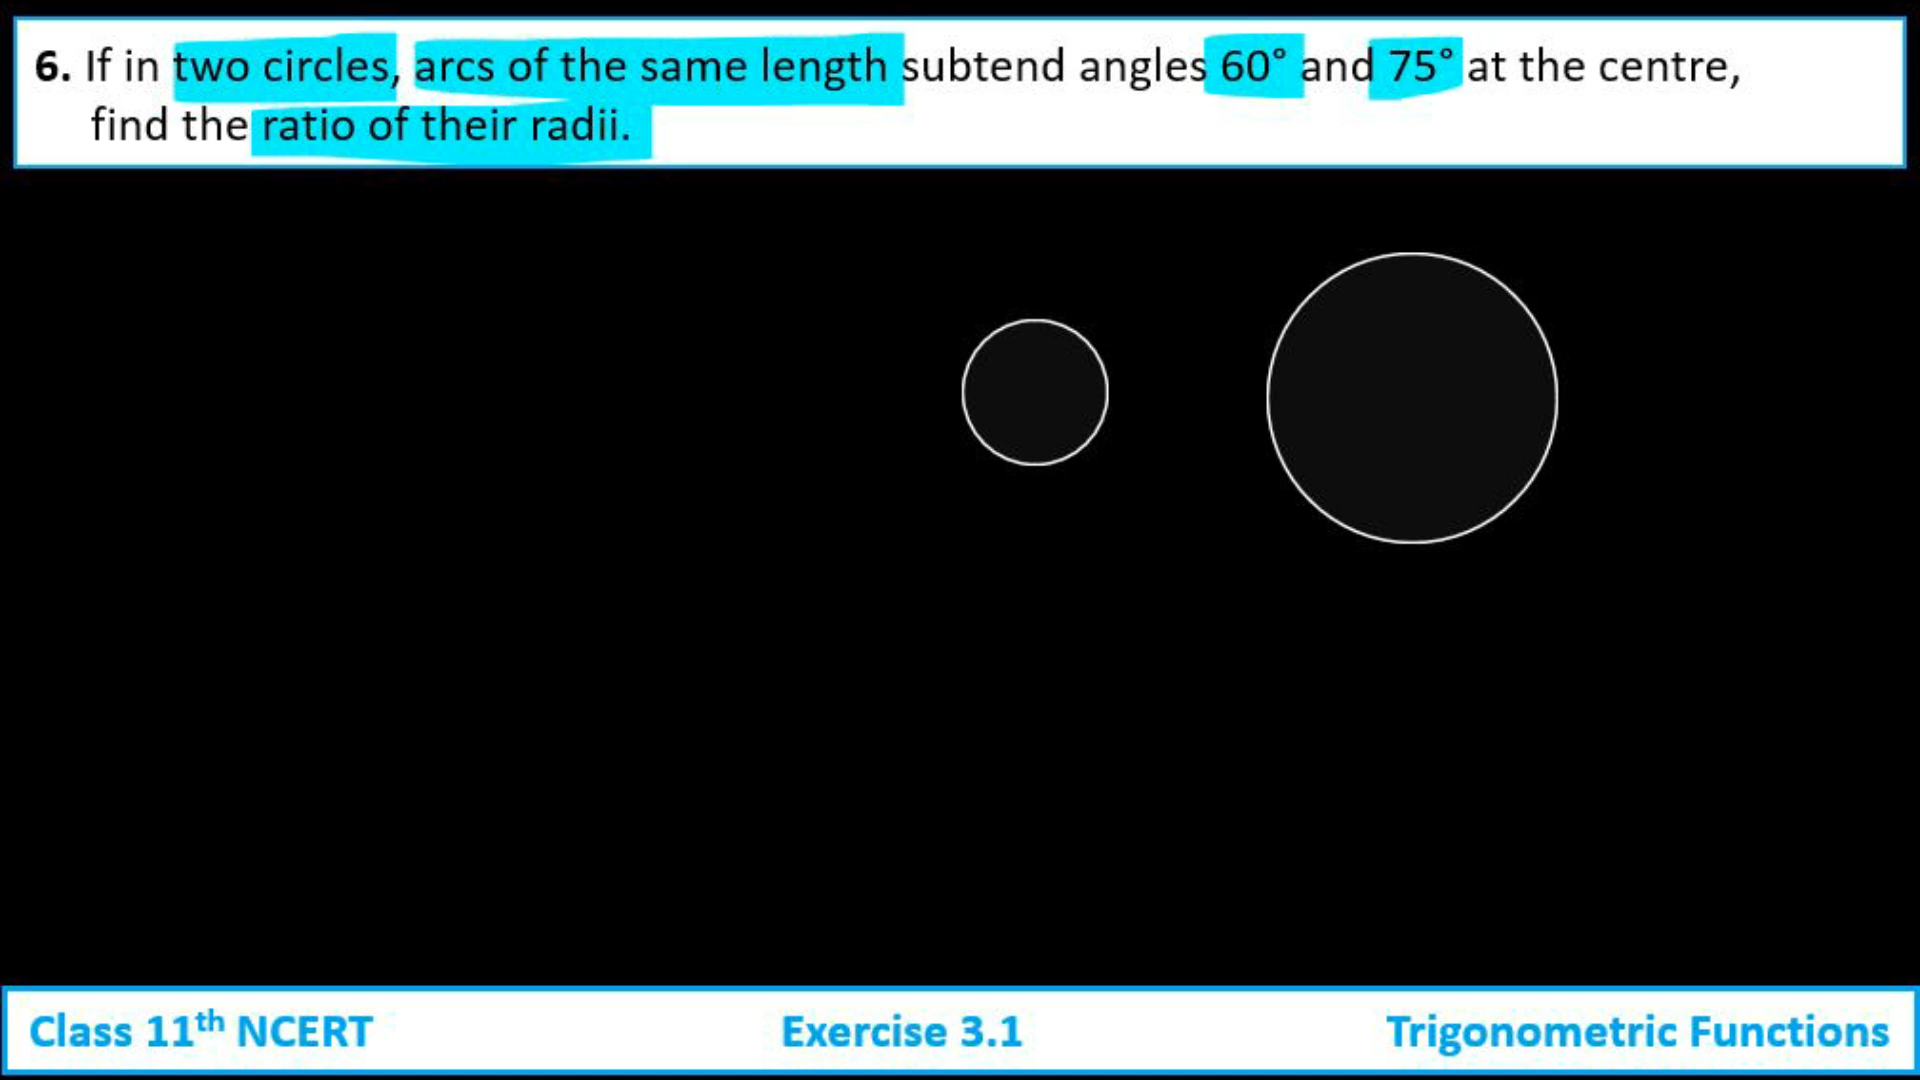 6. If in two circles, arcs of the same length subtend angles 60° and 75° at the centre,
find the ratio of their radii.
Class 11th NCERT
Exercise 3.1
Trigonometric Functions